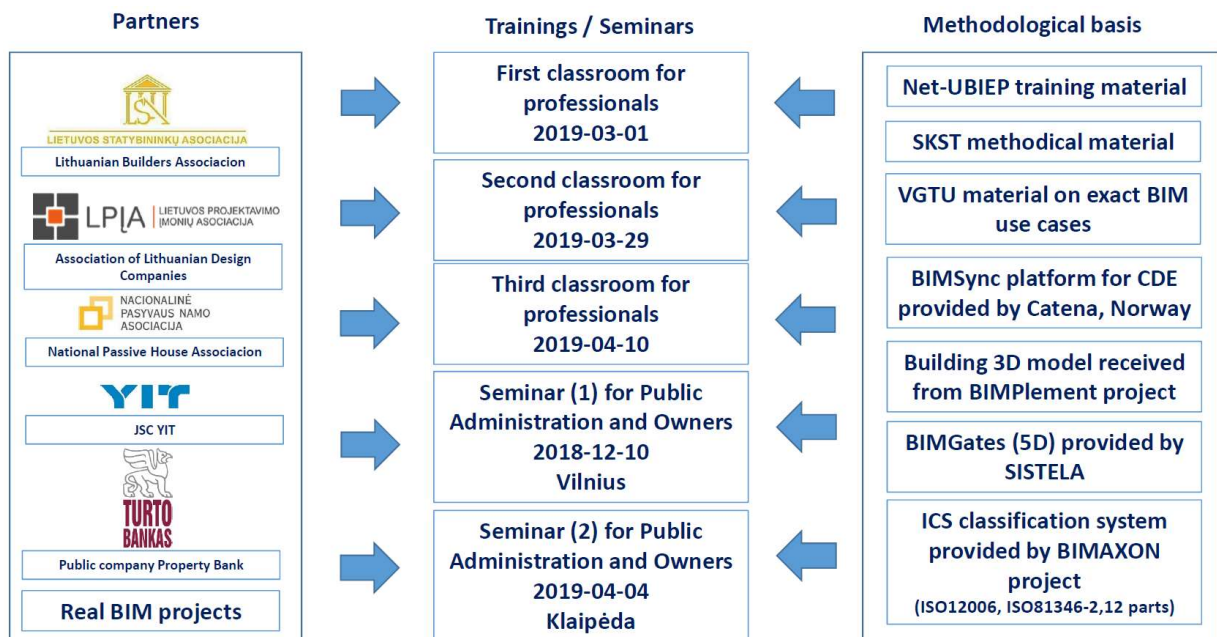 Partners
LSA
LIETUVOS STATYBININKŲ ASOCIACIJA
Lithuanian Builders Associacion
LPĮA
LIETUVOS PROJEKTAVIMO
ĮMONIŲ ASOCIACIJA
Association of Lithuanian Design
Companies
NACIONALINĖ
PASYVAUS NAMO
ASOCIACIJA
National Passive House Associacion
YIT
JSC YIT
TURTO
BANKAS
Public company Property Bank
Real BIM projects
Trainings / Seminars
First classroom for
professionals
2019-03-01
Second classroom for
professionals
2019-03-29
Third classroom for
professionals
2019-04-10
Seminar (1) for Public
Administration and Owners
2018-12-10
Vilnius
Seminar (2) for Public
Administration and Owners
2019-04-04
Klaipėda
Methodological basis
Net-UBIEP training material
SKST methodical material
VGTU material on exact BIM
use cases
BIMSync platform for CDE
provided by Catena, Norway
Building 3D model received
from BIMPlement project
BIMGates (5D) provided by
SISTELA
ICS classification system
provided by BIMAXON
project
(ISO12006, ISO81346-2,12 parts)